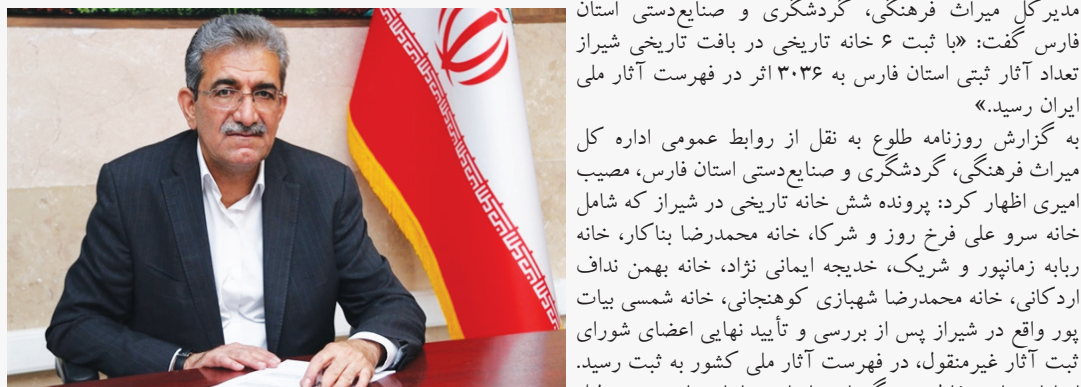 مدیرکل میراث فرهنگی، گردشگری و صنایع‌دستی استان
فارس گفت: «با ثبت ۶ خانه تاریخی در بافت تاریخی شیراز
تعداد آثار ثبتی استان فارس به ۳۰۳۶ اثر در فهرست آثار ملی
ایران رسید.»
به گزارش روزنامه طلوع به نقل از روابط عمومی اداره کل
میراث فرهنگی، گردشگری و صنایع‌دستی استان فارس، مصیب
امیری اظهار کرد: پرونده شش خانه تاریخی در شیراز که شامل
خانه سرو علی فرخ روز و شرکا، خانه محمدرضا بناکار، خانه
ربابه زمانپور و شریک، خدیجه ایمانی نژاد، خانه بهمن نداف
اردکانی، خانه محمدرضا شهبازی کوهنجانی، خانه شمسی بیات
پور واقع در شیراز پس از بررسی و تأیید نهایی اعضای شورای
ثبت آثار غیرمنقول، در فهرست آثار ملی کشور به ثبت رسید.